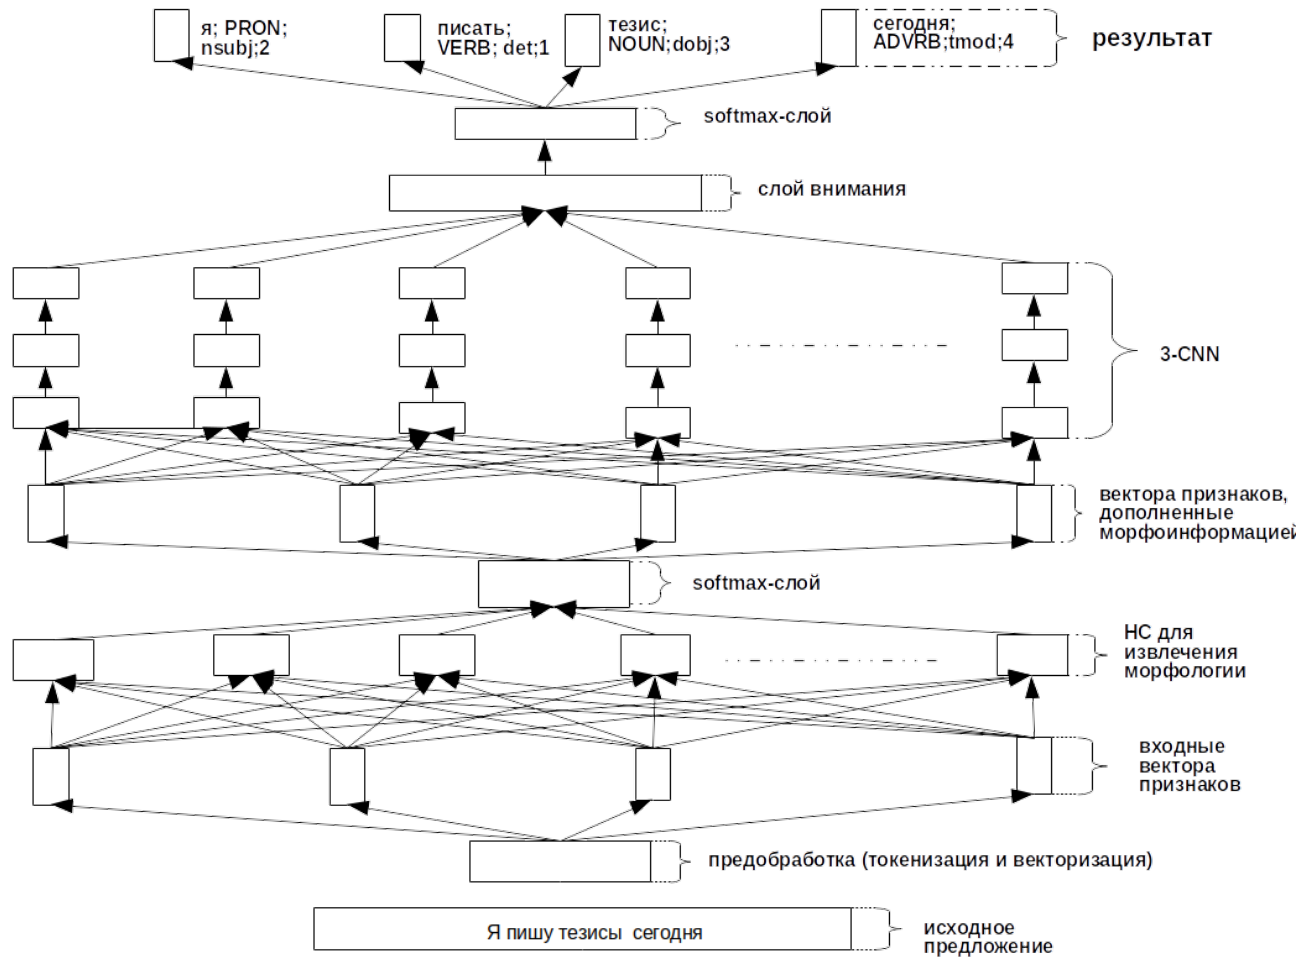 я; PRON;
nsubj;2
писать;
VERB; det;1
тезис;
NOUN;dobj;3
сегодня;
ADVRB;tmod;4
результат
softmax-слой
слой внимания
3-CNN
вектора признаков,
дополненные
морфоинформацией
softmax-слой
НС для
извлечения
морфологии
входные
вектора
признаков
предобработка (токенизация и векторизация)
Я пишу тезисы сегодня
исходное
предложение